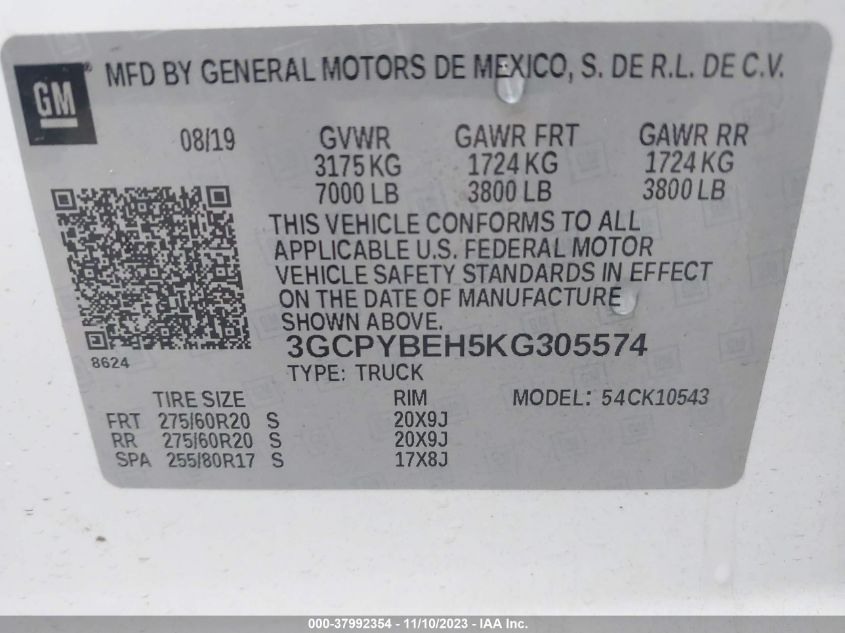 GM ® MFD BY GENERAL MOTORS DE MEXICO, S. DE R.L. DE C.V.
08/19 GVWR GAWR FRT GAWR RR
3175 KG 1724 KG 1724 KG
7000 LB 3800 LB 3800 LB
THIS VEHICLE CONFORMS TO ALL
APPLICABLE U.S. FEDERAL MOTOR
VEHICLE SAFETY STANDARDS IN EFFECT
ON THE DATE OF MANUFACTURE
SHOWN ABOVE.
8624
3GCPYBEH5KG305574
TYPE: TRUCK
TIRE SIZE RIM MODEL: 54CK10543
FRT 275/60R20 S 20X9J
RR 275/60R20 S 20X9J
SPA 255/80R17 S 17X8J
000-37992354 - 11/10/2023 - IAA Inc.